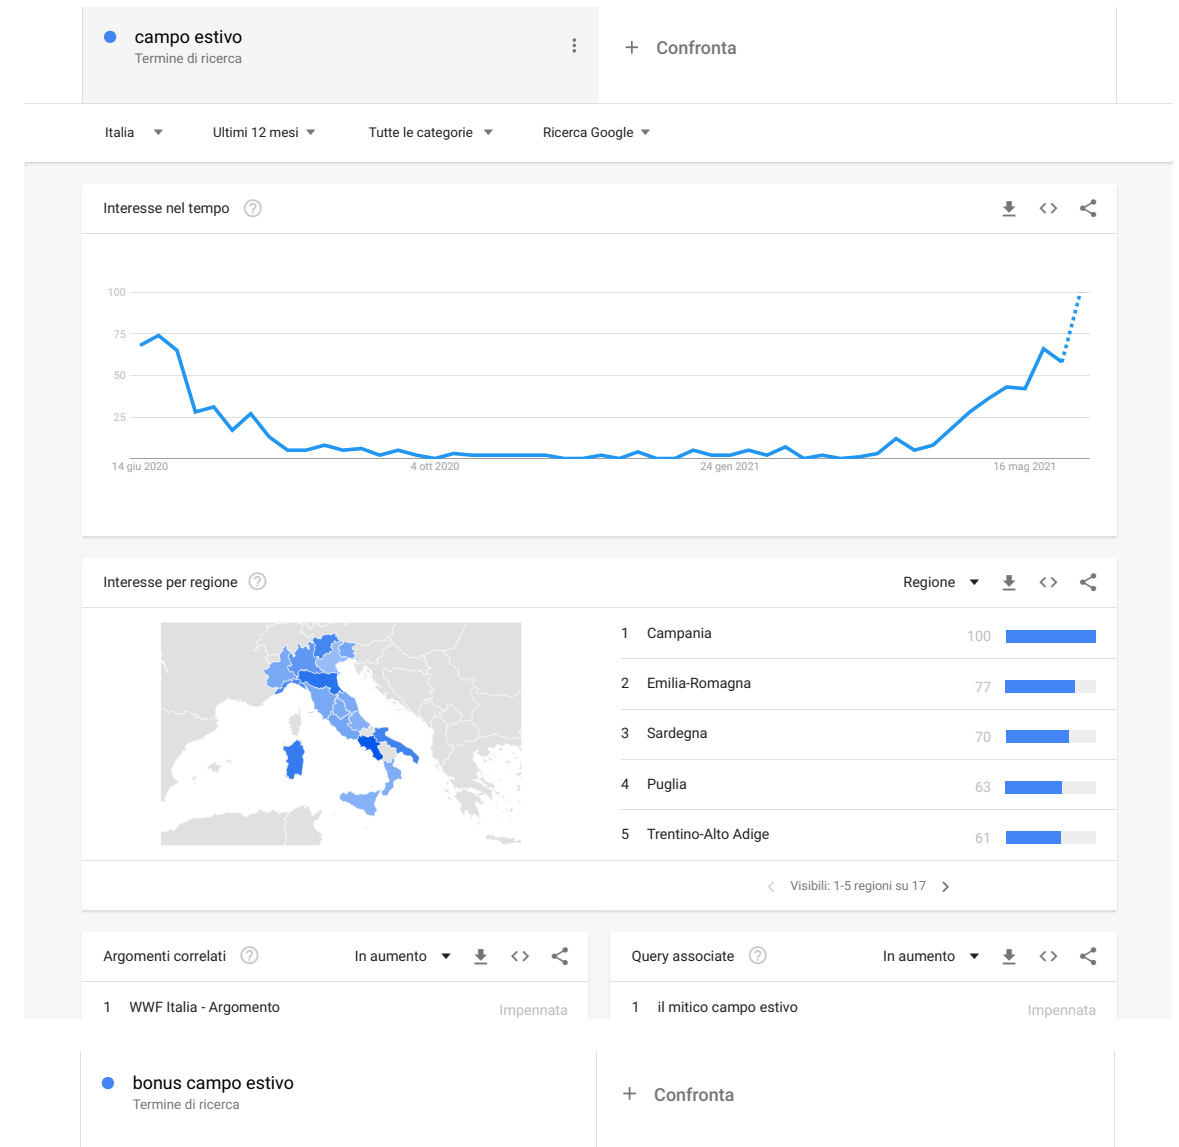 campo estivo
Termine di ricerca
Confronta
Italia Ultimi 12 mesi Tutte le categorie Ricerca Google
Interesse nel tempo
100
75
50
25
14 giu 2020 4 ott 2020 24 gen 2021 16 mag 2021
Interesse per regione Regione
1 Campania 100
2 Emilia-Romagna 77
3 Sardegna 70
4 Puglia 63
5 Trentino-Alto Adige 61
Visibili: 1-5 regioni su 17
Argomenti correlati In aumento
1 WWF Italia - Argomento Impennata
Query associate In aumento
1 il mitico campo estivo Impennata
bonus campo estivo
Termine di ricerca
Confronta